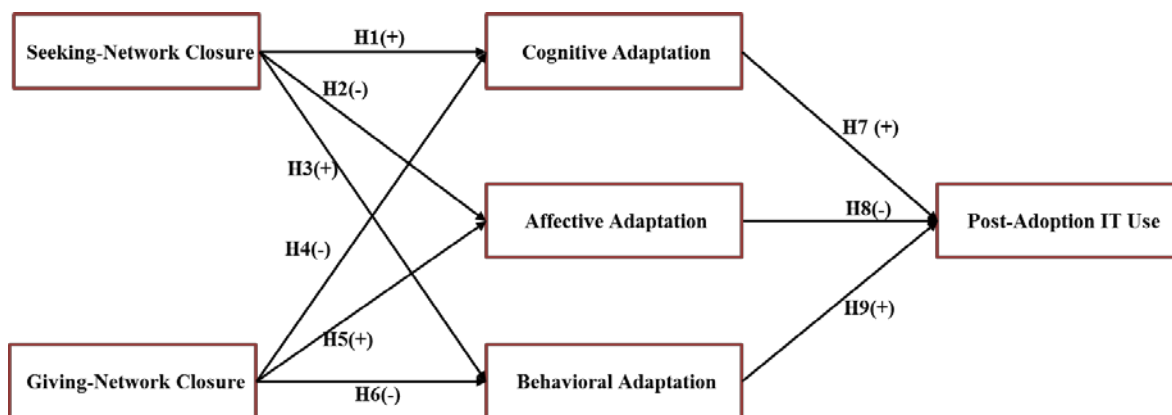 Seeking-Network Closure
H1(+)
Cognitive Adaptation
H2(-)
H7 (+)
H3(+)
Affective Adaptation
H8(-)
Post-Adoption IT Use
H4(-)
H9(+)
H5(+)
Giving-Network Closure
H6(-)
Behavioral Adaptation